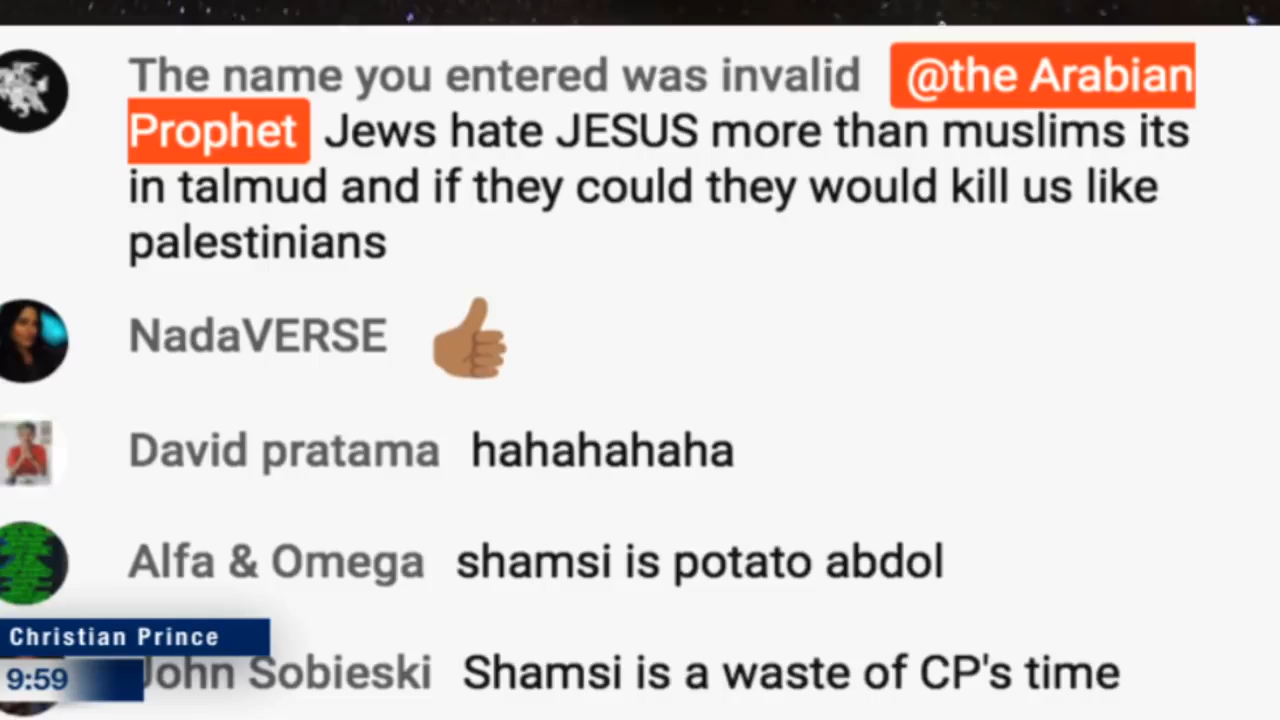 The name you entered was invalid @the Arabian
Prophet Jews hate JESUS more than muslims its
in talmud and if they could they would kill us like
palestinians
NadaVERSE
David pratama hahahahaha
Alfa & Omega shamsi is potato abdol
Christian Prince
John Sobieski Shamsi is a waste of CP's time
9:59